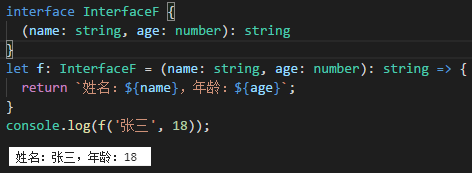 interface InterfaceF {
  (name: string, age: number): string
}
let f: InterfaceF = (name: string, age: number): string => {
  return `姓名：${name}，年龄：${age}`;
}
console.log(f('张三', 18));
姓名：张三，年龄：18